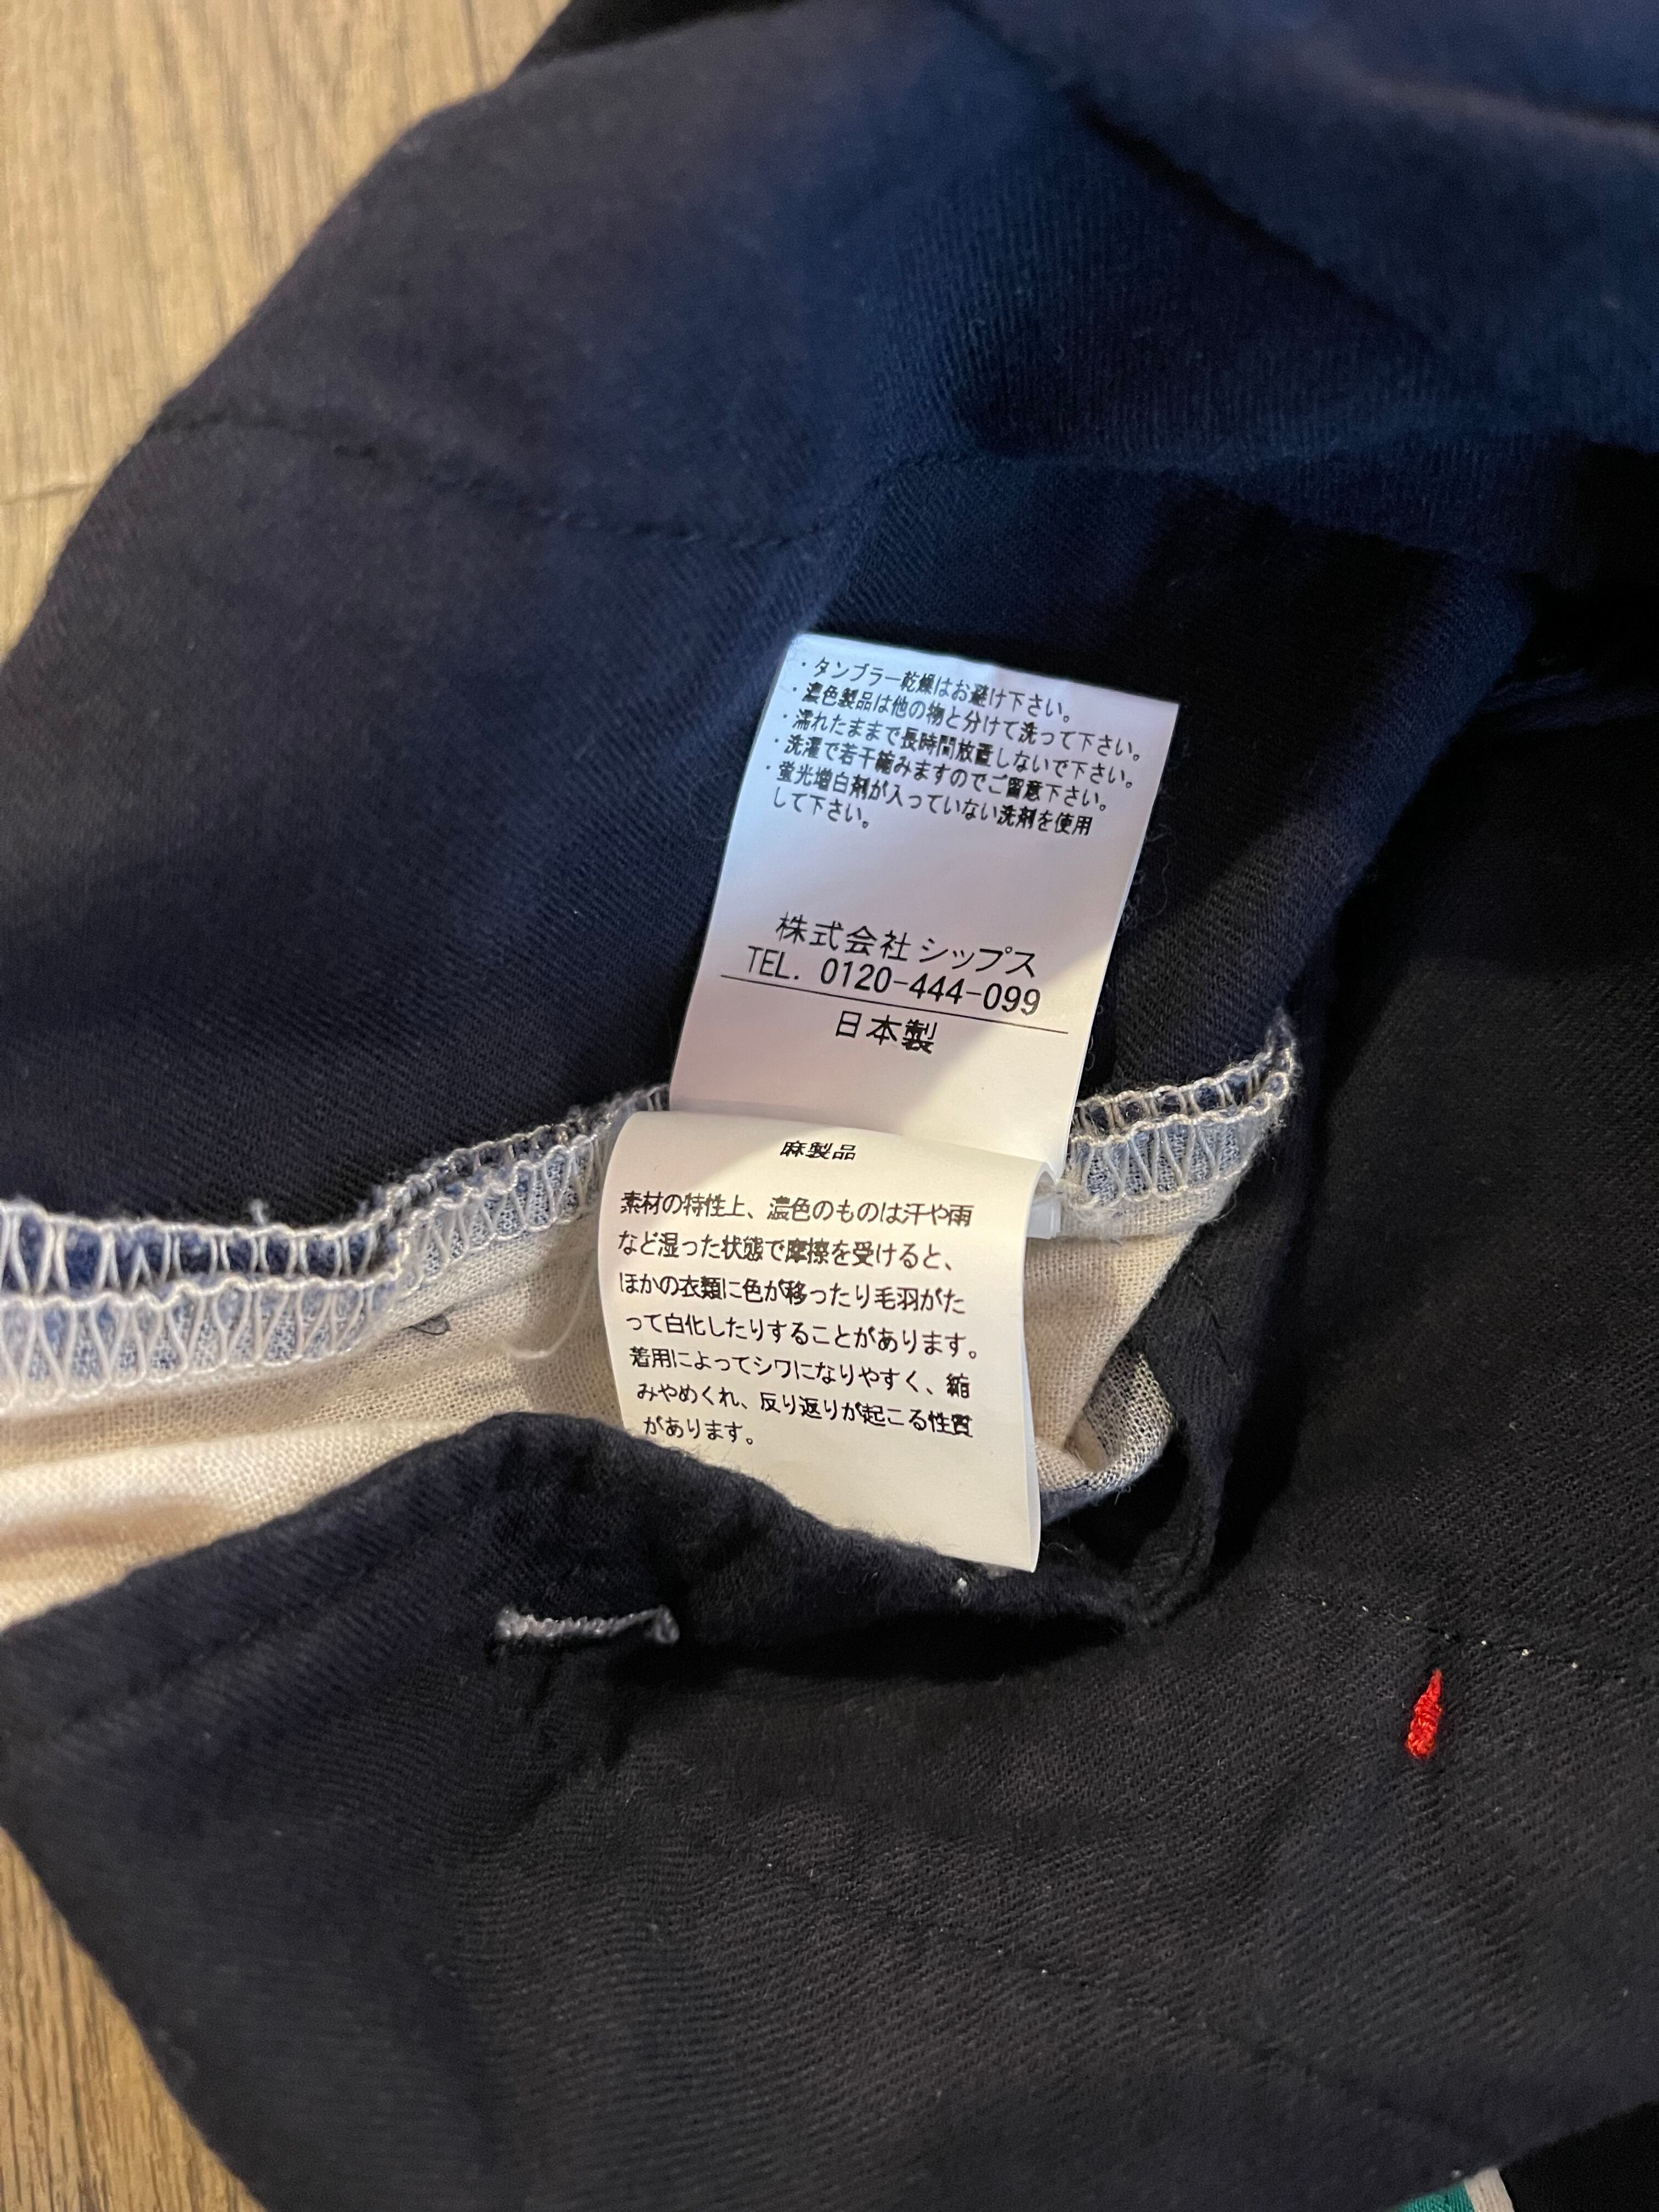 ・タンブラー乾燥はお避け下さい。
・濃色製品は他の物と分けて洗って下さい。
・濡れたままで長時間放置しないで下さい。
・洗濯で若干縮みますのでご留意下さい。
・蛍光増白剤が入っていない洗剤を使用
して下さい。
株式会社シップス
TEL. 0120-444-099
日本製
麻製品
素材の特性上、濃色のものは汗や雨
など湿った状態で摩擦を受けると、
ほかの衣類に色が移ったり毛羽がた
って白化したりすることがあります。
着用によってシワになりやすく、縮
みやめくれ、反り返りが起こる性質
があります。